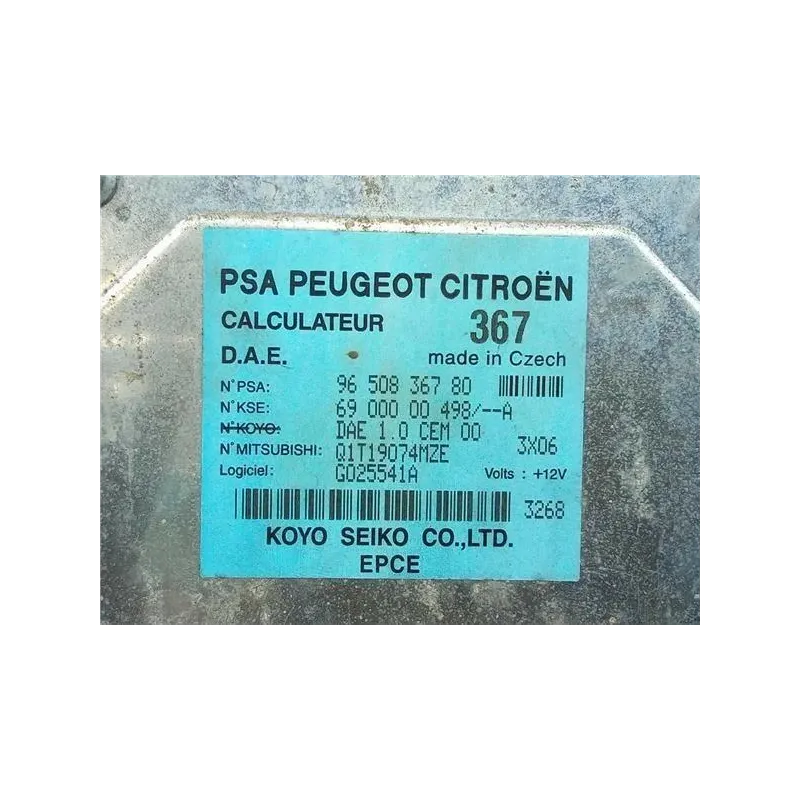 PSA PEUGEOT CITROËN
CALCULATEUR 367
D.A.E. made in Czech
N°PSA: 96 508 367 80
N°KSE: 69 000 00 498/--A
N°KOYO: DAE 1.0 CEM 00 3X06
N°MITSUBISHI: Q1T19074MZE
Logiciel: G025541A Volts : +12V
3268
KOYO SEIKO CO.,LTD.
EPCE